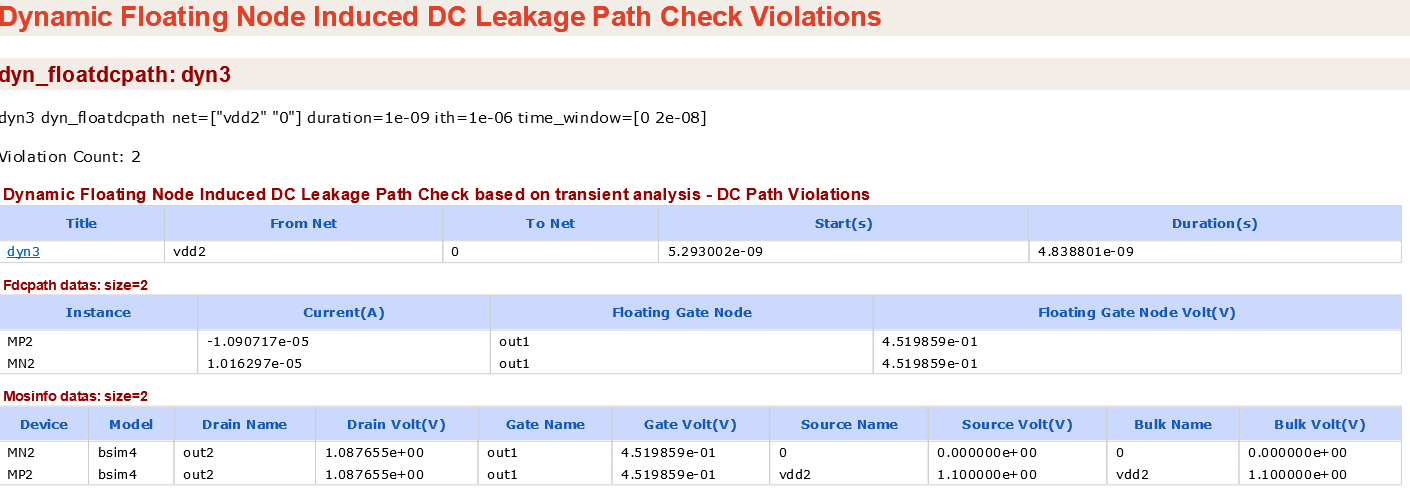 Dynamic Floating Node Induced DC Leakage Path Check Violations
dyn_floatdcpath: dyn3
dyn3 dyn_floatdcpath net=["vdd2" "0"] duration=1e-09 ith=1e-06 time_window=[0 2e-08]
Violation Count: 2
Dynamic Floating Node Induced DC Leakage Path Check based on transient analysis - DC Path Violations
Title From Net To Net Start(s) Duration(s)
dyn3 vdd2 0 5.293002e-09 4.838801e-09
Fdcpath datas: size=2
Instance Current(A) Floating Gate Node Floating Gate Node Volt(V)
MP2 -1.090717e-05 out1 4.519859e-01
MN2 1.016297e-05 out1 4.519859e-01
Mosinfo datas: size=2
Device Model Drain Name Drain Volt(V) Gate Name Gate Volt(V) Source Name Source Volt(V) Bulk Name Bulk Volt(V)
MN2 bsim4 out2 1.087655e+00 out1 4.519859e-01 0 0.000000e+00 0 0.000000e+00
MP2 bsim4 out2 1.087655e+00 out1 4.519859e-01 vdd2 1.100000e+00 vdd2 1.100000e+00